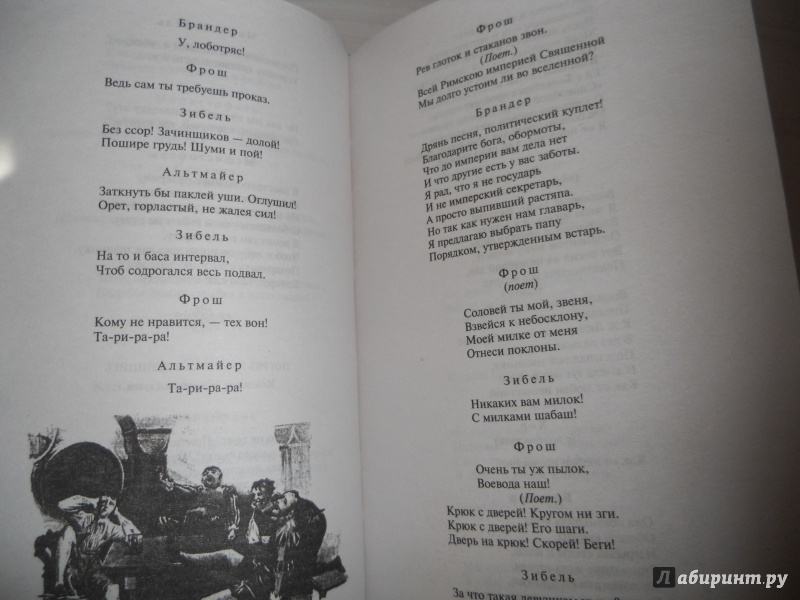 Брандер
У, лоботряс!
Фрош
Ведь сам ты требуешь проказ.
Зибель
Без ссор! Зачинщиков — долой!
Пошире грудь! Шуми и пой!
Альтмайер
Заткнуть бы паклей уши. Оглушил!
Орет, горластый, не жалея сил!
Зибель
На то и баса интервал,
Чтоб содрогался весь подвал.
Фрош
Кому не нравится, — тех вон!
Та-ри-ра-ра!
Альтмайер
Та-ри-ра-ра!
Фрош
Рев глоток и стаканов звон.
(Поет.)
Всей Римскою империей Священной
Мы долго устоим ли во вселенной?
Брандер
Дрянь песня, политический куплет!
Благодарите бога, обормоты,
Что до империи вам дела нет
И что другие есть у вас заботы.
Я рад, что я не государь
И не имперский секретарь,
А просто выпивший растяпа.
Но так как нужен нам главарь,
Я предлагаю выбрать папу
Порядком, утвержденным встарь.
Фрош
(поет)
Соловей ты мой, звеня,
Взвейся к небосклону,
Моей милке от меня
Отнеси поклоны.
Зибель
Никаких вам милок!
С милками шабаш!
Фрош
Очень ты уж пылок,
Воевода наш!
(Поет.)
Крюк с дверей! Кругом ни зги.
Крюк с дверей! Его шаги.
Дверь на крюк! Скорей! Беги!
Зибель
За что такая
Лабиринт.ру